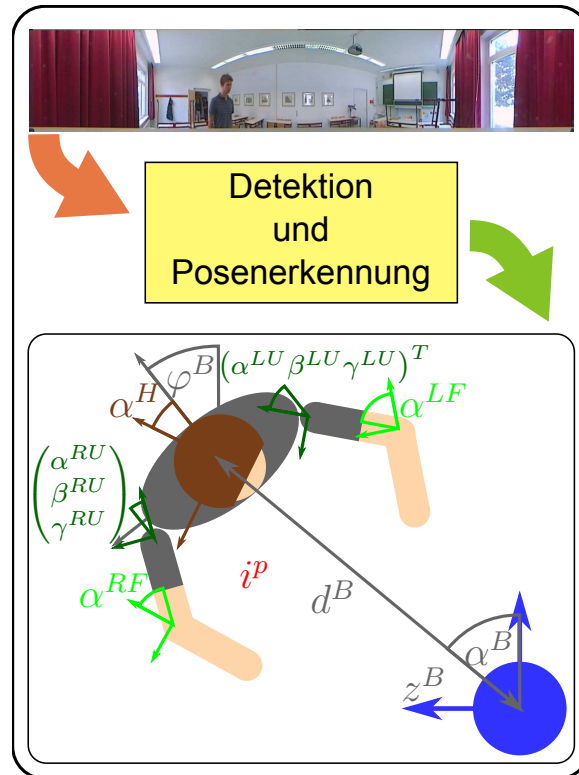 Detektion
und
Posenerkennung
φ^B
(α^{LU} β^{LU} γ^{LU})^T
α^H
α^{LF}
α^{RU}
β^{RU}
γ^{RU}
i^p
α^{RF}
d^B
α^B
z^B